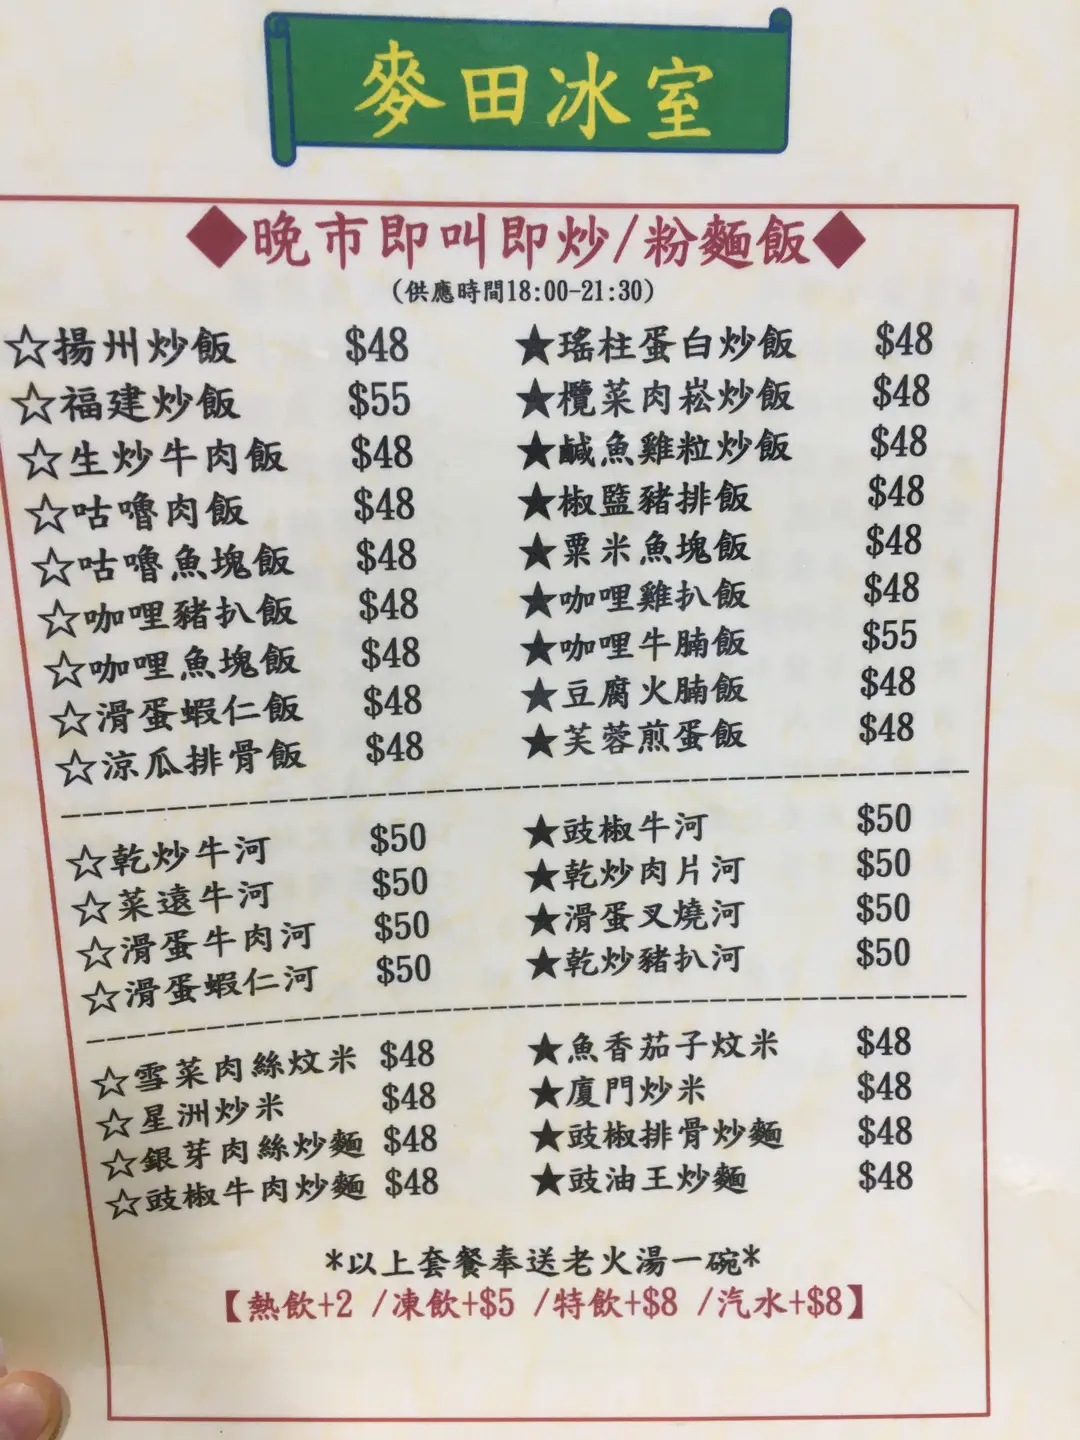 麥田冰室
◆晚市即叫即炒/粉麵飯◆
(供應時間18:00-21:30)
☆揚州炒飯 $48 ★瑤柱蛋白炒飯 $48
☆福建炒飯 $55 ★欖菜肉崧炒飯 $48
☆生炒牛肉飯 $48 ★鹹魚雞粒炒飯 $48
☆咕嚕肉飯 $48 ★椒監豬排飯 $48
☆咕嚕魚塊飯 $48 ★粟米魚塊飯 $48
☆咖哩豬扒飯 $48 ★咖哩雞扒飯 $48
☆咖哩魚塊飯 $48 ★咖哩牛腩飯 $55
☆滑蛋蝦仁飯 $48 ★豆腐火腩飯 $48
☆涼瓜排骨飯 $48 ★芙蓉煎蛋飯 $48
☆乾炒牛河 $50 ★豉椒牛河 $50
☆菜遠牛河 $50 ★乾炒肉片河 $50
☆滑蛋牛肉河 $50 ★滑蛋叉燒河 $50
☆滑蛋蝦仁河 $50 ★乾炒豬扒河 $50
☆雪菜肉絲炆米 $48 ★魚香茄子炆米 $48
☆星洲炒米 $48 ★廈門炒米 $48
☆銀芽肉絲炒麵 $48 ★豉椒排骨炒麵 $48
☆豉椒牛肉炒麵 $48 ★豉油王炒麵 $48
*以上套餐奉送老火湯一碗*
【熱飲+2 /凍飲+$5 /特飲+$8 /汽水+$8】